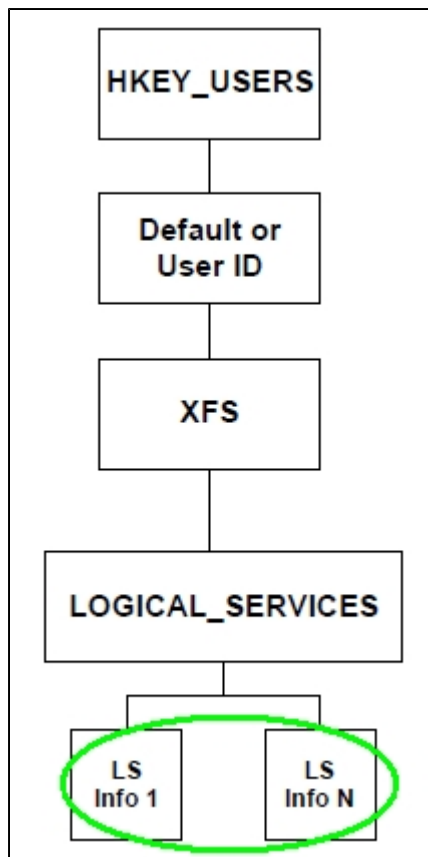 HKEY_USERS
Default or
User ID
XFS
LOGICAL_SERVICES
LS
Info 1
LS
Info N